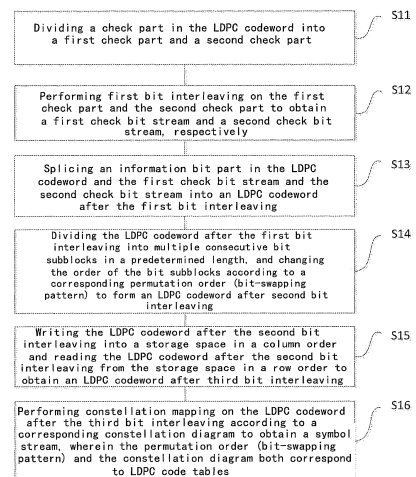 Dividing a check part in the LDPC codeword into
a first check part and a second check part
S11
Performing first bit interleaving on the first
check part and the second check part to obtain
a first check bit stream and a second check bit
stream, respectively
S12
Splicing an information bit part in the LDPC
codeword and the first check bit stream and the
second check bit stream into an LDPC codeword
after the first bit interleaving
S13
Dividing the LDPC codeword after the first bit
interleaving into multiple consecutive bit
subblocks in a predetermined length, and changing
the order of the bit subblocks according to a
corresponding permutation order (bit-swapping
pattern) to form an LDPC codeword after second bit
interleaving
S14
Writing the LDPC codeword after the second bit
interleaving into a storage space in a column order
and reading the LDPC codeword after the second bit
interleaving from the storage space in a row order to
obtain an LDPC codeword after third bit interleaving
S15
Performing constellation mapping on the LDPC codeword
after the third bit interleaving according to a
corresponding constellation diagram to obtain a symbol
stream, wherein the permutation order (bit-swapping
pattern) and the constellation diagram both correspond
to LDPC code tables
S16